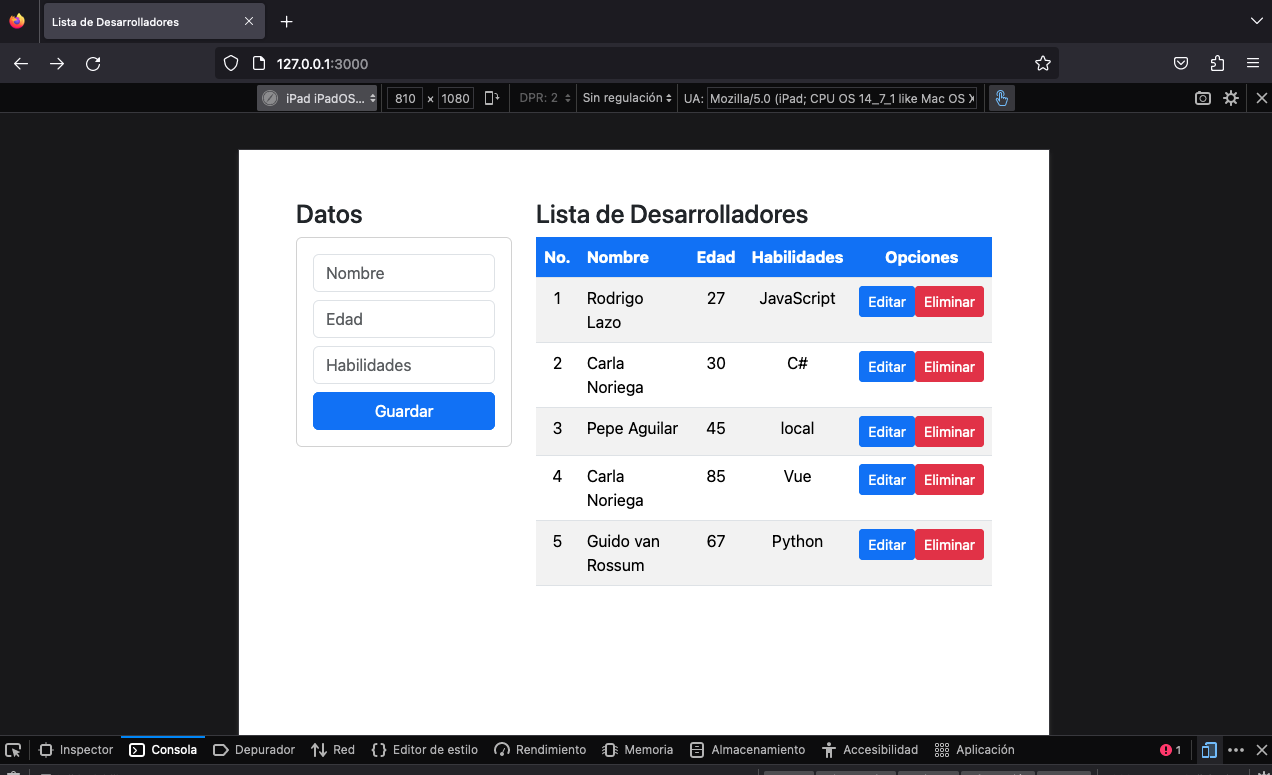 Lista de Desarrolladores
127.0.0.1:3000
iPad iPadOS... 810 × 1080 DPR: 2 Sin regulación UA: Mozilla/5.0 (iPad; CPU OS 14_7_1 like Mac OS X
Datos
Nombre
Edad
Habilidades
Guardar
Lista de Desarrolladores
No. Nombre Edad Habilidades Opciones
1 Rodrigo 27 JavaScript Editar Eliminar
Lazo
2 Carla 30 C# Editar Eliminar
Noriega
3 Pepe Aguilar 45 local Editar Eliminar
4 Carla 85 Vue Editar Eliminar
Noriega
5 Guido van 67 Python Editar Eliminar
Rossum
Inspector Consola Depurador Red Editor de estilo Rendimiento Memoria Almacenamiento Accesibilidad Aplicación 1